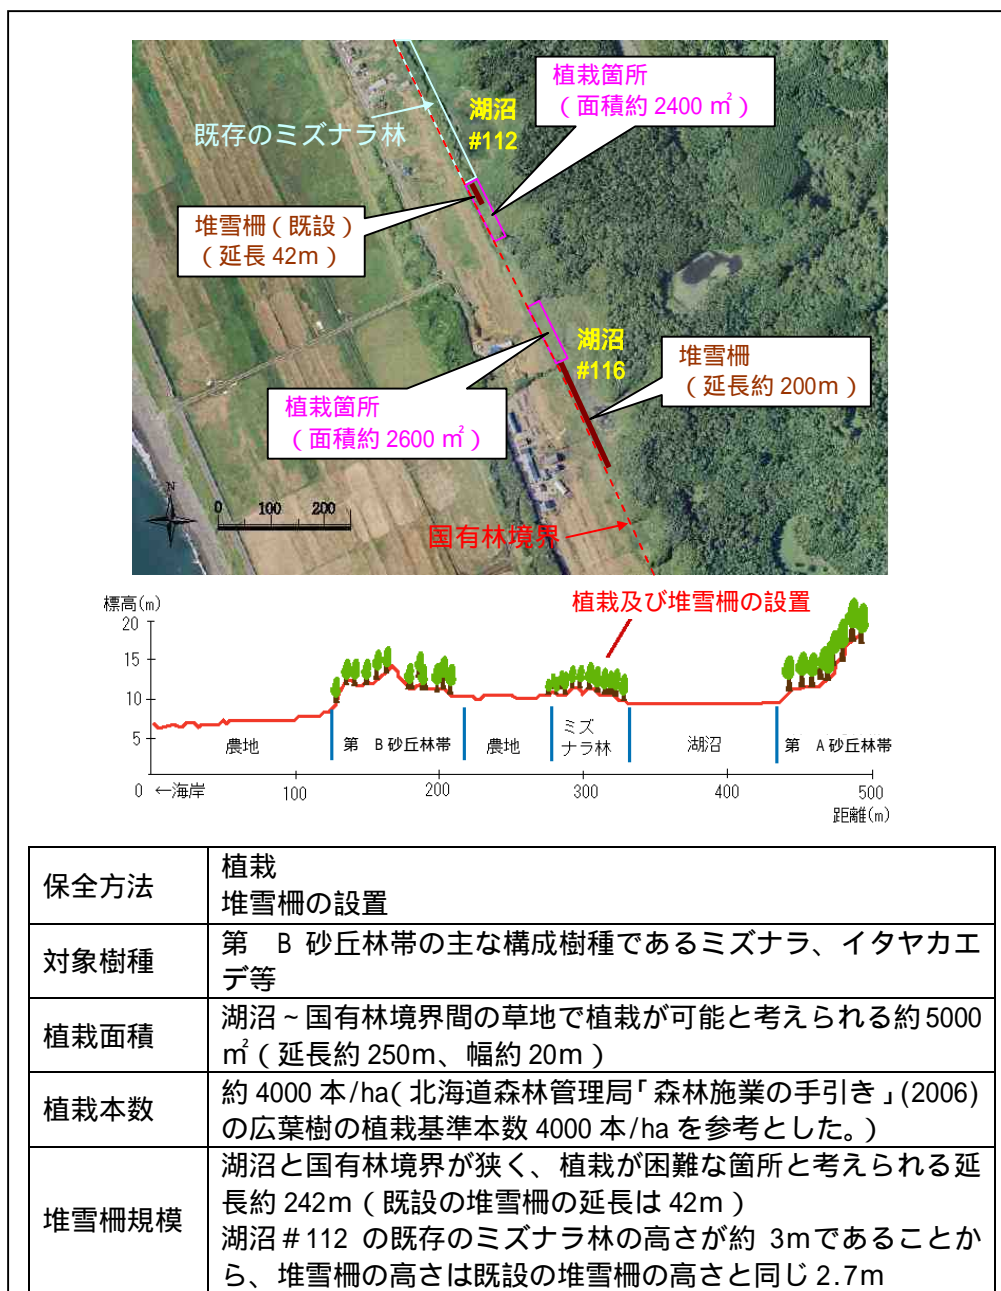 植栽箇所
（面積約 2400 ㎡）
湖沼
#112
既存のミズナラ林
堆雪柵（既設）
（延長 42m）
湖沼
#116
堆雪柵
（延長約 200m）
植栽箇所
（面積約 2600 ㎡）
N
0 100 200
国有林境界
標高(m)
植栽及び堆雪柵の設置
20
15
10
5
農地
第 B砂丘林帯
農地
ミズ
ナラ林
湖沼
第 A砂丘林帯
0 ←海岸 100 200 300 400 500
距離(m)
保全方法
植栽
堆雪柵の設置
対象樹種
第 B 砂丘林帯の主な構成樹種であるミズナラ、イタヤカエ
デ等
植栽面積
湖沼～国有林境界間の草地で植栽が可能と考えられる約5000
㎡（延長約 250m、幅約 20m）
植栽本数
約 4000 本/ha（北海道森林管理局「森林施業の手引き」(2006)
の広葉樹の植栽基準本数 4000 本/ha を参考とした。）
堆雪柵規模
湖沼と国有林境界が狭く、植栽が困難な箇所と考えられる延
長約 242m（既設の堆雪柵の延長は 42m）
湖沼＃112 の既存のミズナラ林の高さが約 3mであることか
ら、堆雪柵の高さは既設の堆雪柵の高さと同じ 2.7m